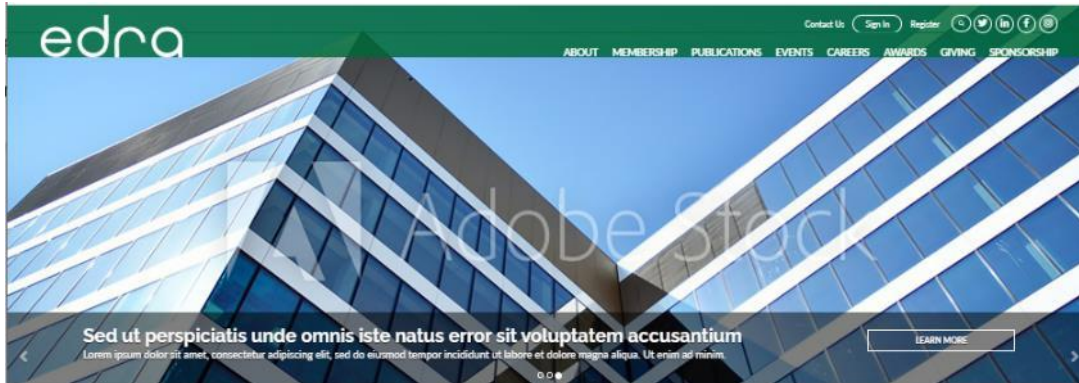 edra
Contact Us Sign In Register
ABOUT MEMBERSHIP PUBLICATIONS EVENTS CAREERS AWARDS GIVING SPONSORSHIP
Adobe Stock
Sed ut perspiciatis unde omnis iste natus error sit voluptatem accusantium
LEARN MORE
Lorem ipsum dolor sit amet, consectetur adipiscing elit, sed do eiusmod tempor incididunt ut labore et dolore magna aliqua. Ut enim ad minim.